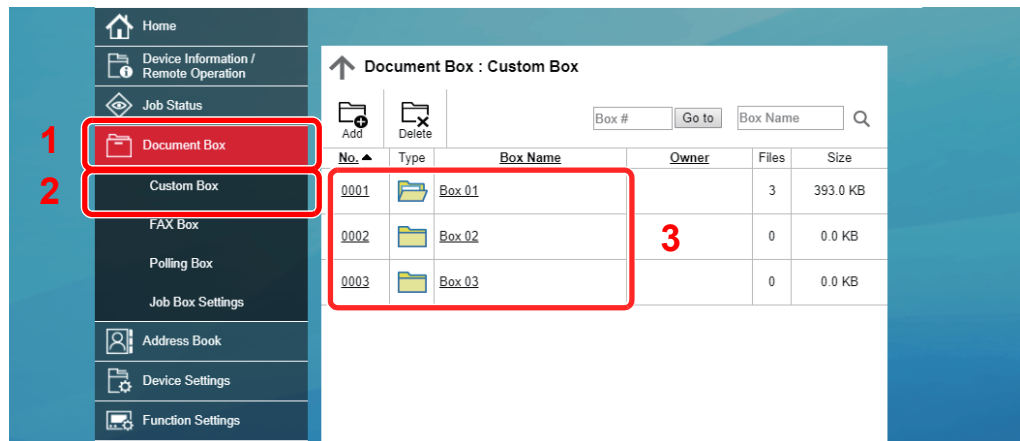 Home
Device Information /
Remote Operation
Job Status
1
Document Box
2
Custom Box
FAX Box
Polling Box
Job Box Settings
Address Book
Device Settings
Function Settings
Document Box : Custom Box
Add Delete Box # Go to Box Name
No. Type Box Name Owner Files Size
0001 Box 01 3 393.0 KB
0002 Box 02 0 0.0 KB
3
0003 Box 03 0 0.0 KB